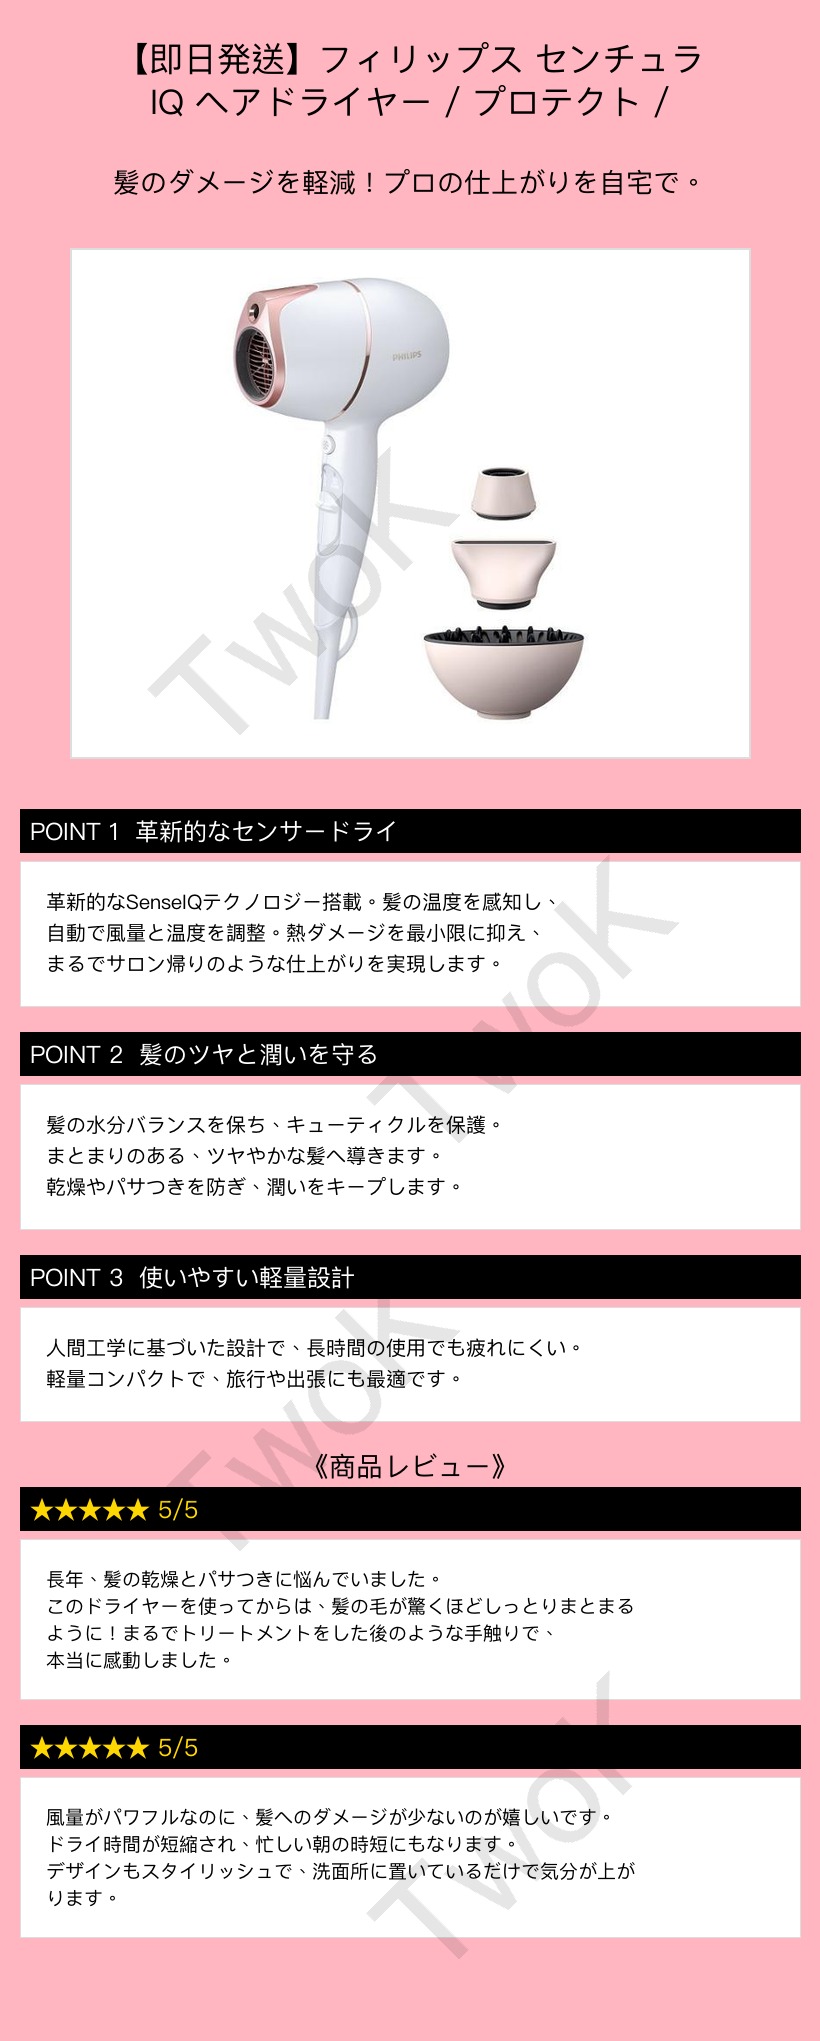 【即日発送】フィリップス センチュラ
IQ ヘアドライヤー / プロテクト /
髪のダメージを軽減！プロの仕上がりを自宅で。
PHILIPS
TwoK
POINT 1 革新的なセンサードライ
革新的なSenseIQテクノロジー搭載。髪の温度を感知し、
自動で風量と温度を調整。熱ダメージを最小限に抑え、
まるでサロン帰りのような仕上がりを実現します。
TwoK
POINT 2 髪のツヤと潤いを守る
髪の水分バランスを保ち、キューティクルを保護。
まとまりのある、ツヤやかな髪へ導きます。
乾燥やパサつきを防ぎ、潤いをキープします。
POINT 3 使いやすい軽量設計
人間工学に基づいた設計で、長時間の使用でも疲れにくい。
軽量コンパクトで、旅行や出張にも最適です。
TwoK
《商品レビュー》
★★★★★ 5/5
長年、髪の乾燥とパサつきに悩んでいました。
このドライヤーを使ってからは、髪の毛が驚くほどしっとりまとまる
ように！まるでトリートメントをした後のような手触りで、
本当に感動しました。
★★★★★ 5/5
風量がパワフルなのに、髪へのダメージが少ないのが嬉しいです。
ドライ時間が短縮され、忙しい朝の時短にもなります。
デザインもスタイリッシュで、洗面所に置いているだけで気分が上が
ります。
TwoK